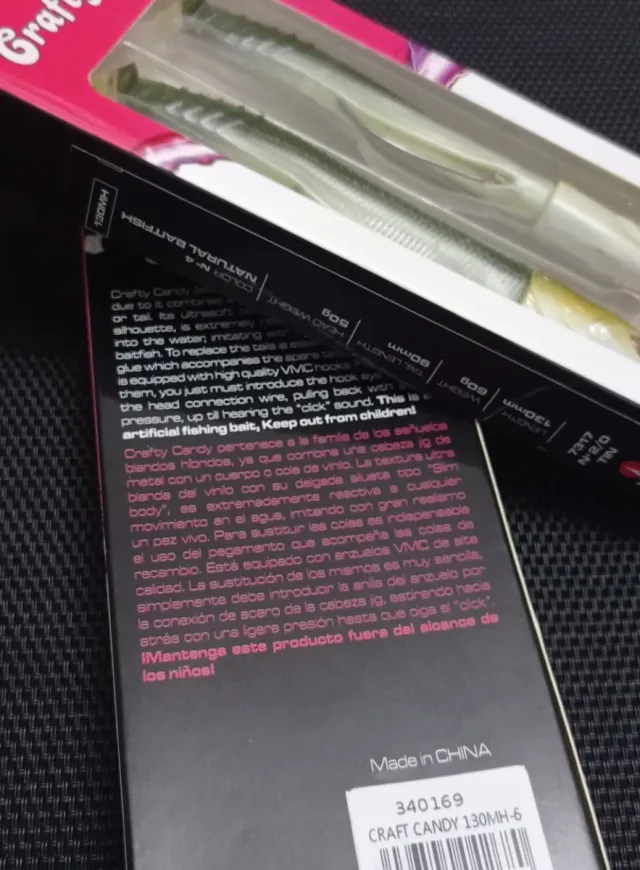 Crafty
130MH
COLOR Nº 4
NATURAL BAITFISH
HEAD WEIGHT
50g
TAIL LENGTH
90mm
WEIGHT
60g
LENGTH
130mm
7317
Nº2/0
TIN
Crafty Candy
due to it combines
or tail. Its ultrasoft
silhouette, is extremely
into the water, imitating
baitfish. To replace the tails is
glue which accompanies the spare
is equipped with high quality VMC hooks
them, you just must introduce the hook
the head connection wire, pulling back with
pressure, up til hearing the "click" sound. This is
artificial fishing bait, Keep out from children!
Crafty Candy pertenece a la familia de los señuelos
blandos híbridos, ya que combina una cabeza jig de
metal con un cuerpo o cola de vinilo. La textura ultra
blanda del vinilo con su delgada silueta tipo "Slim
body", es extremadamente reactiva a cualquier
movimiento en el agua, imitando con gran realismo
un pez vivo. Para sustituir las colas es indispensable
el uso del pegamento que acompaña las colas de
recambio. Está equipado con anzuelos VMC de alta
calidad. La sustitución de los mismos es muy sencilla,
simplemente debe introducir la anilla del anzuelo por
la conexión de acero de la cabeza jig, estirando hacia
atrás con una ligera presión hasta que oiga el "click".
¡Mantenga este producto fuera del alcance de
los niños!
Made in CHINA
340169
CRAFT CANDY 130MH-6